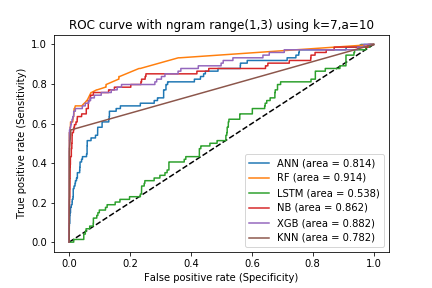 ROC curve with ngram range(1,3) using k=7,a=10
True positive rate (Sensitivity)
1.0
0.8
0.6
0.4
0.2
0.0
ANN (area = 0.814)
RF (area = 0.914)
LSTM (area = 0.538)
NB (area = 0.862)
XGB (area = 0.882)
KNN (area = 0.782)
0.0 0.2 0.4 0.6 0.8 1.0
False positive rate (Specificity)